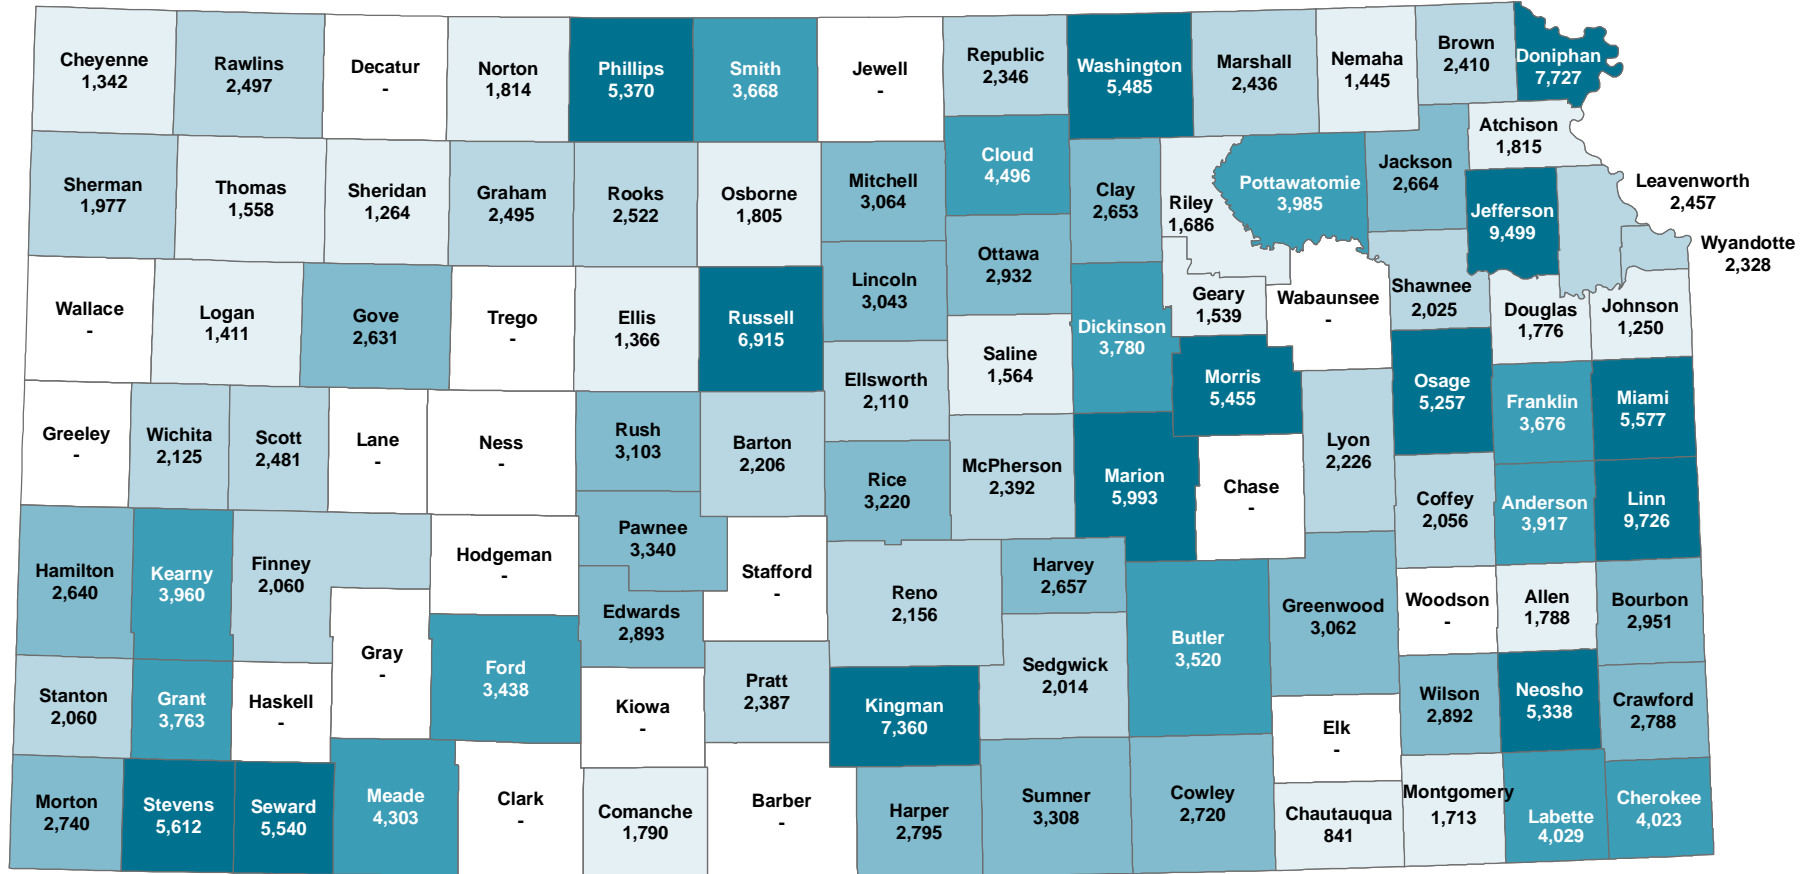 Cheyenne
1,342
Rawlins
2,497
Decatur
-
Norton
1,814
Phillips
5,370
Smith
3,668
Jewell
-
Republic
2,346
Washington
5,485
Marshall
2,436
Nemaha
1,445
Brown
2,410
Doniphan
7,727
Sherman
1,977
Thomas
1,558
Sheridan
1,264
Graham
2,495
Rooks
2,522
Osborne
1,805
Mitchell
3,064
Cloud
4,496
Clay
2,653
Riley
1,686
Pottawatomie
3,985
Jackson
2,664
Atchison
1,815
Jefferson
9,499
Leavenworth
2,457
Wyandotte
2,328
Wallace
-
Logan
1,411
Gove
2,631
Trego
-
Ellis
1,366
Russell
6,915
Lincoln
3,043
Ottawa
2,932
Saline
1,564
Dickinson
3,780
Geary
1,539
Wabaunsee
-
Shawnee
2,025
Douglas
1,776
Johnson
1,250
Ellsworth
2,110
Morris
5,455
Osage
5,257
Franklin
3,676
Miami
5,577
Greeley
-
Wichita
2,125
Scott
2,481
Lane
-
Ness
-
Rush
3,103
Barton
2,206
Rice
3,220
McPherson
2,392
Marion
5,993
Chase
-
Lyon
2,226
Coffey
2,056
Anderson
3,917
Linn
9,726
Hamilton
2,640
Kearny
3,960
Finney
2,060
Hodgeman
-
Pawnee
3,340
Stafford
-
Edwards
2,893
Reno
2,156
Harvey
2,657
Butler
3,520
Greenwood
3,062
Woodson
-
Allen
1,788
Bourbon
2,951
Gray
-
Ford
3,438
Sedgwick
2,014
Stanton
2,060
Grant
3,763
Haskell
-
Kiowa
-
Pratt
2,387
Kingman
7,360
Elk
-
Wilson
2,892
Neosho
5,338
Crawford
2,788
Morton
2,740
Stevens
5,612
Seward
5,540
Meade
4,303
Clark
-
Comanche
1,790
Barber
-
Harper
2,795
Sumner
3,308
Cowley
2,720
Chautauqua
841
Montgomery
1,713
Labette
4,029
Cherokee
4,023